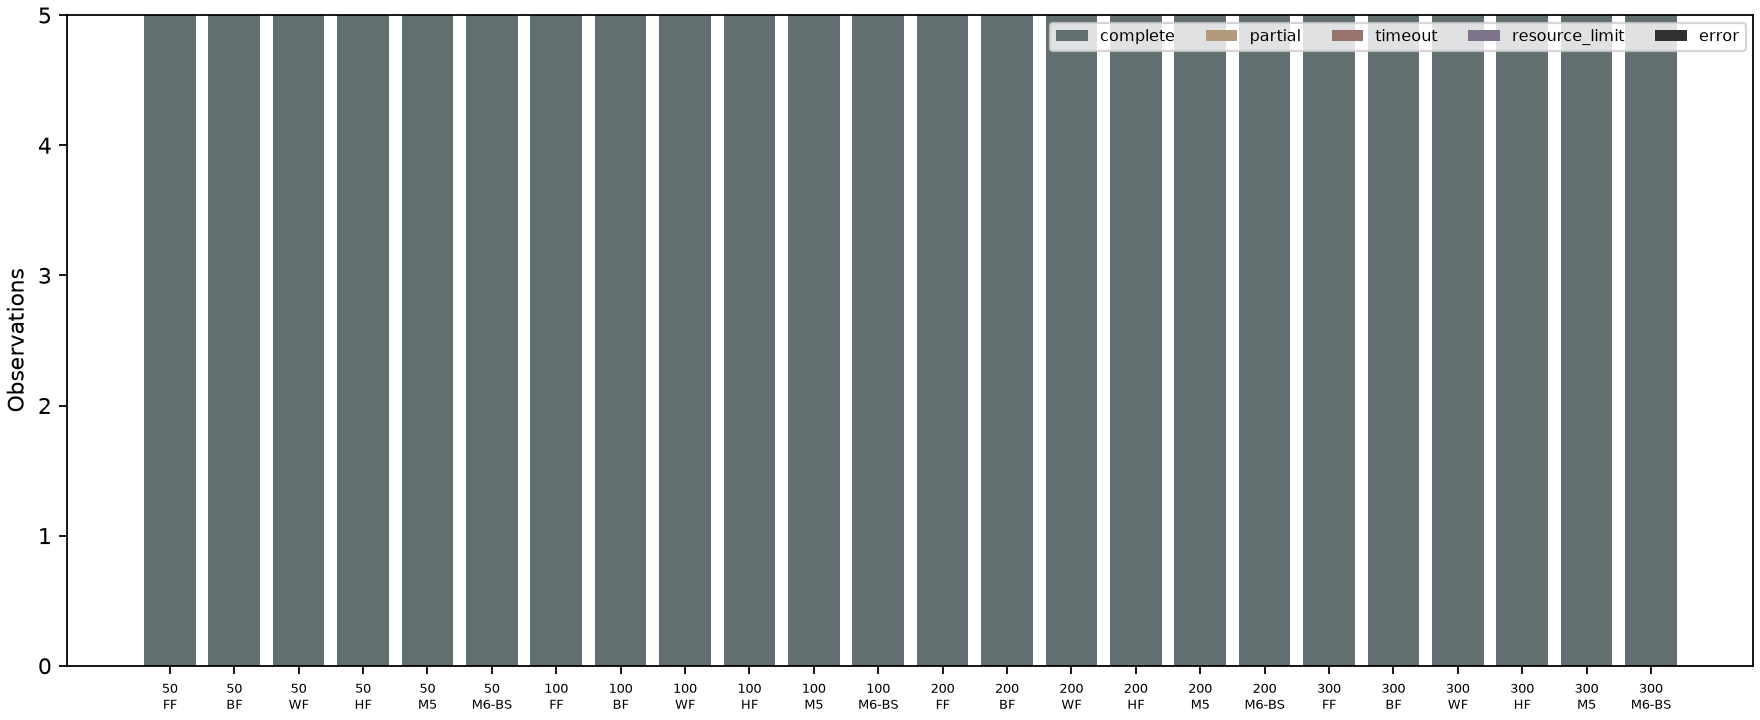 5
4
3
2
1
0
Observations
complete partial timeout resource_limit error
50 50 50 50 50 50 100 100 100 100 100 100 200 200 200 200 200 200 300 300 300 300 300 300
FF BF WF HF M5 M6-BS FF BF WF HF M5 M6-BS FF BF WF HF M5 M6-BS FF BF WF HF M5 M6-BS